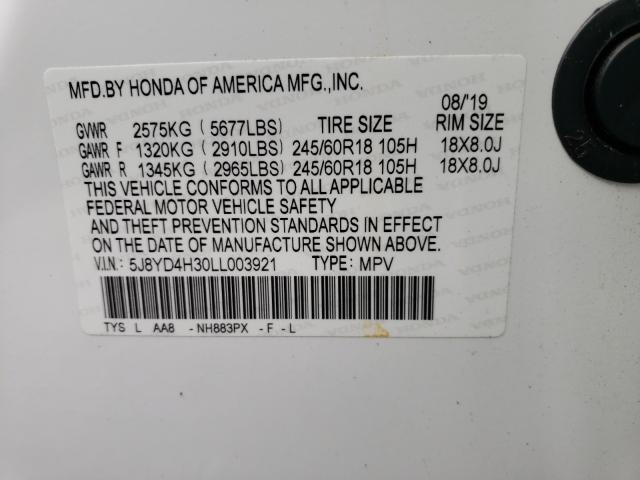 MFD.BY HONDA OF AMERICA MFG.,INC.
08/'19
GVWR 2575KG ( 5677LBS) TIRE SIZE RIM SIZE
GAWR F 1320KG ( 2910LBS) 245/60R18 105H 18X8.0J
GAWR R 1345KG ( 2965LBS) 245/60R18 105H 18X8.0J
THIS VEHICLE CONFORMS TO ALL APPLICABLE
FEDERAL MOTOR VEHICLE SAFETY
AND THEFT PREVENTION STANDARDS IN EFFECT
ON THE DATE OF MANUFACTURE SHOWN ABOVE.
V.I.N.: 5J8YD4H30LL003921 TYPE: MPV
TYS L AA8 -NH883PX -F -L